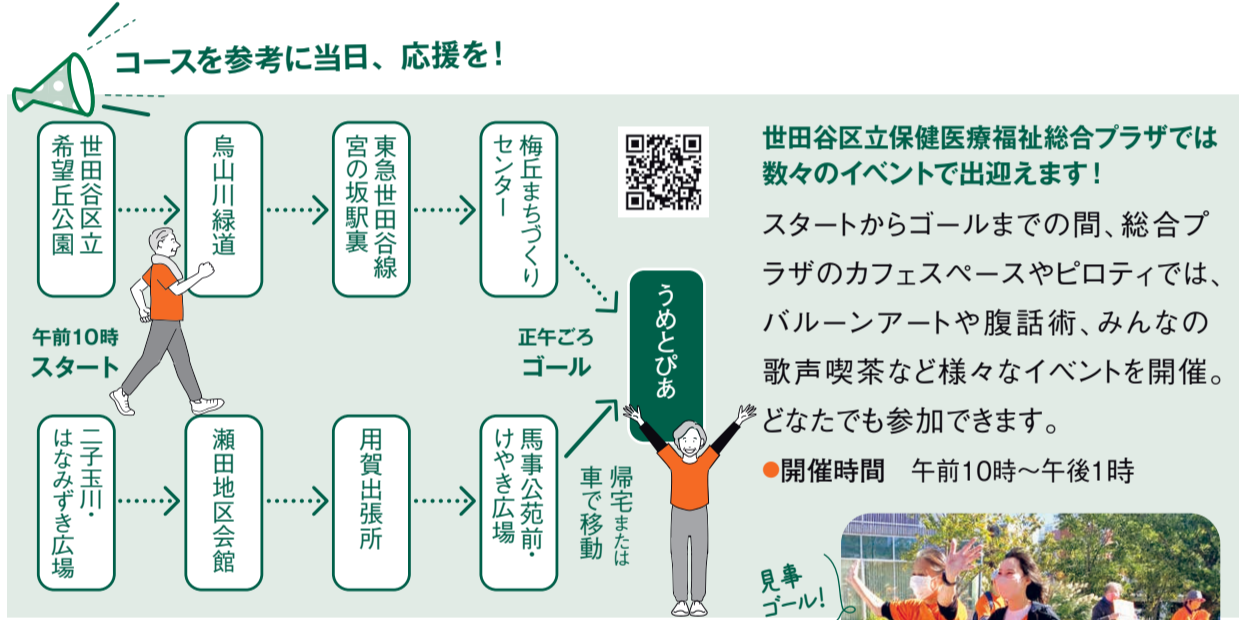 コースを参考に当日、応援を！
世田谷区立
希望丘公園
烏山川緑道
東急世田谷線
宮の坂駅裏
梅丘まちづくり
センター
午前10時
スタート
正午ごろ
ゴール
うめとぴあ
二子玉川・
はなみずき広場
瀬田地区会館
用賀出張所
馬事公苑前・
けやき広場
帰宅または
車で移動
世田谷区立保健医療福祉総合プラザでは
数々のイベントで出迎えます！
スタートからゴールまでの間、総合プ
ラザのカフェスペースやピロティでは、
バルーンアートや腹話術、みんなの
歌声喫茶など様々なイベントを開催。
どなたでも参加できます。
●開催時間　午前10時～午後1時
見事
ゴール！